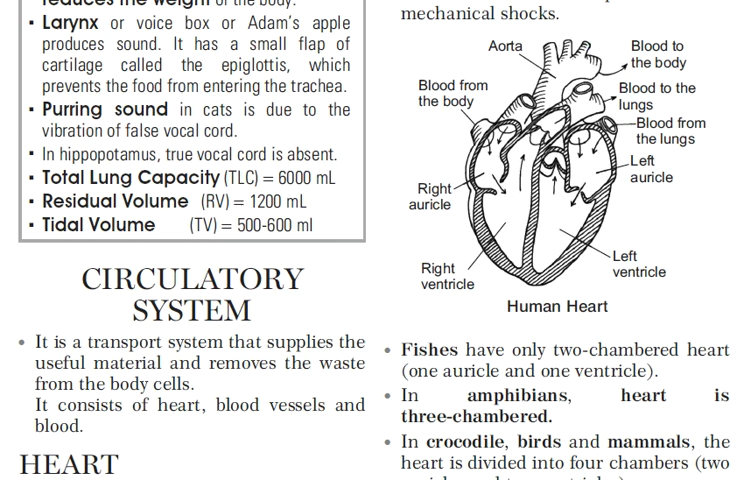 reduces the weight of the body.
▪ Larynx or voice box or Adam's apple
produces sound. It has a small flap of
cartilage called the epiglottis, which
prevents the food from entering the trachea.
▪ Purring sound in cats is due to the
vibration of false vocal cord.
▪ In hippopotamus, true vocal cord is absent.
▪ Total Lung Capacity (TLC) = 6000 mL
▪ Residual Volume (RV) = 1200 mL
▪ Tidal Volume (TV) = 500-600 ml
CIRCULATORY
SYSTEM
• It is a transport system that supplies the
useful material and removes the waste
from the body cells.
It consists of heart, blood vessels and
blood.
HEART
mechanical shocks.
Aorta
Blood to
the body
Blood from
the body
Blood to the
lungs
Blood from
the lungs
Left
auricle
Right
auricle
Left
ventricle
Right
ventricle
Human Heart
• Fishes have only two-chambered heart
(one auricle and one ventricle).
• In amphibians, heart is
three-chambered.
• In crocodile, birds and mammals, the
heart is divided into four chambers (two